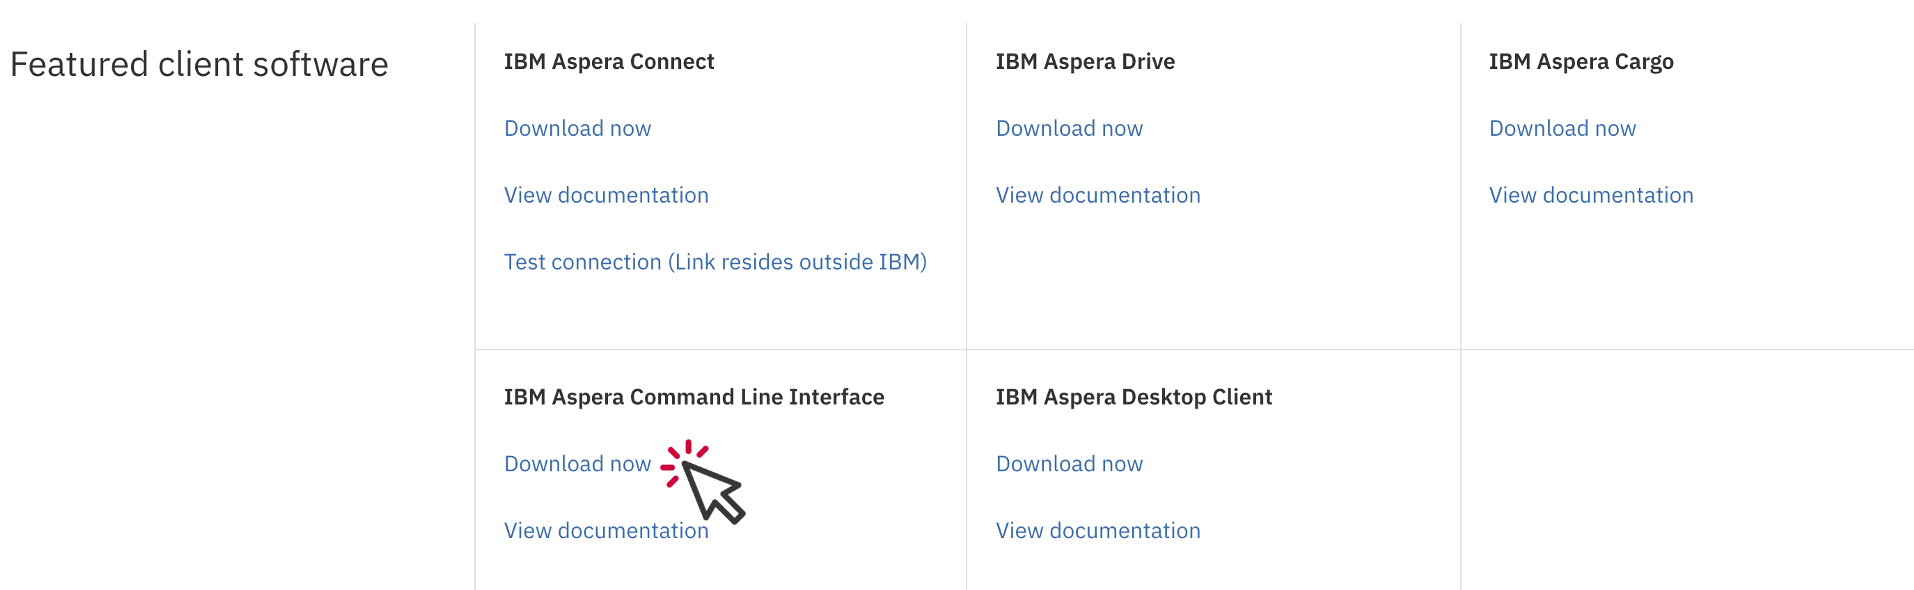 Featured client software
IBM Aspera Connect
Download now
View documentation
Test connection (Link resides outside IBM)
IBM Aspera Drive
Download now
View documentation
IBM Aspera Cargo
Download now
View documentation
IBM Aspera Command Line Interface
Download now
View documentation
IBM Aspera Desktop Client
Download now
View documentation